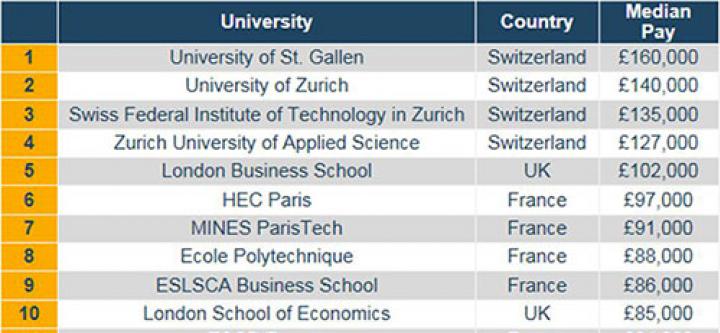 University Country Median Pay
1 University of St. Gallen Switzerland £160,000
2 University of Zurich Switzerland £140,000
3 Swiss Federal Institute of Technology in Zurich Switzerland £135,000
4 Zurich University of Applied Science Switzerland £127,000
5 London Business School UK £102,000
6 HEC Paris France £97,000
7 MINES ParisTech France £91,000
8 Ecole Polytechnique France £88,000
9 ESLSCA Business School France £86,000
10 London School of Economics UK £85,000